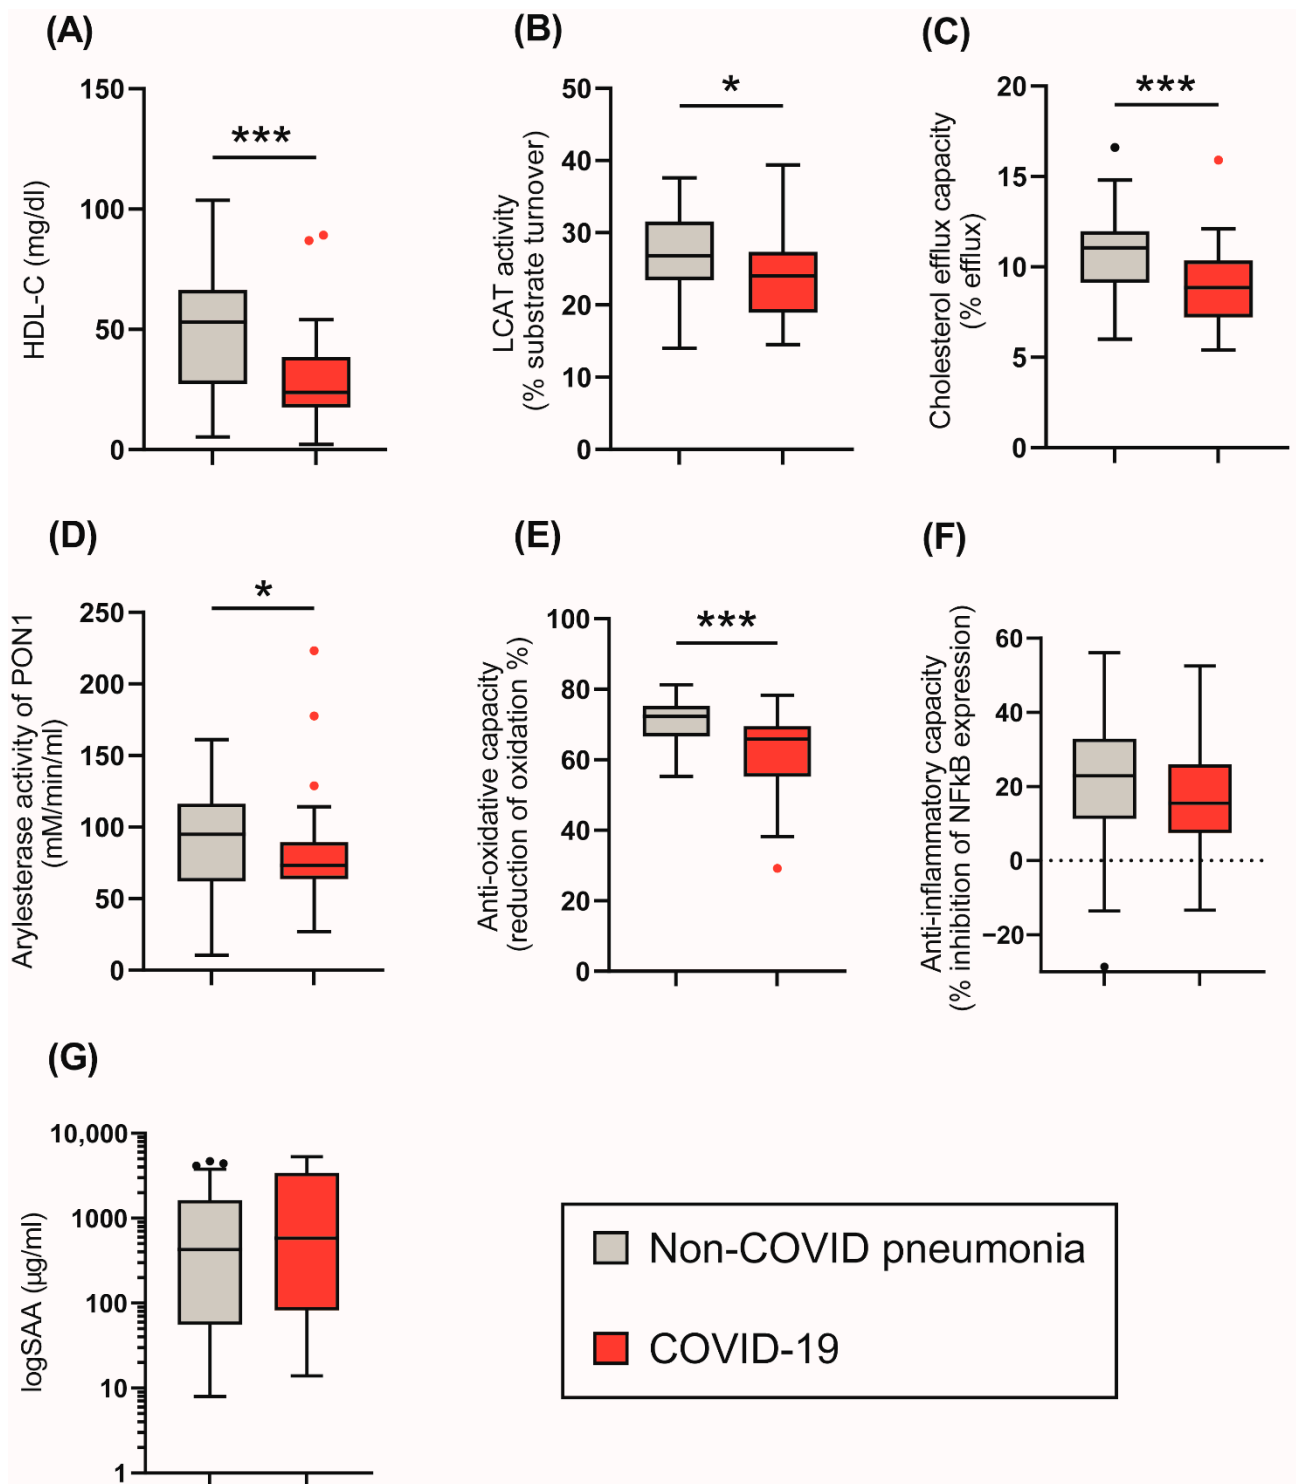 (A)
HDL-C (mg/dl)
150
100
50
0
***
(B)
LCAT activity
(% substrate turnover)
50
40
30
20
10
0
*
(C)
Cholesterol efflux capacity
(% efflux)
20
15
10
5
0
***
(D)
Arylesterase activity of PON1
(mM/min/ml)
250
200
150
100
50
0
*
(E)
Anti-oxidative capacity
(reduction of oxidation %)
100
80
60
40
20
0
***
(F)
Anti-inflammatory capacity
(% inhibition of NFkB expression)
60
40
20
0
−20
(G)
logSAA (µg/ml)
10,000
1000
100
10
1
Non-COVID pneumonia
COVID-19